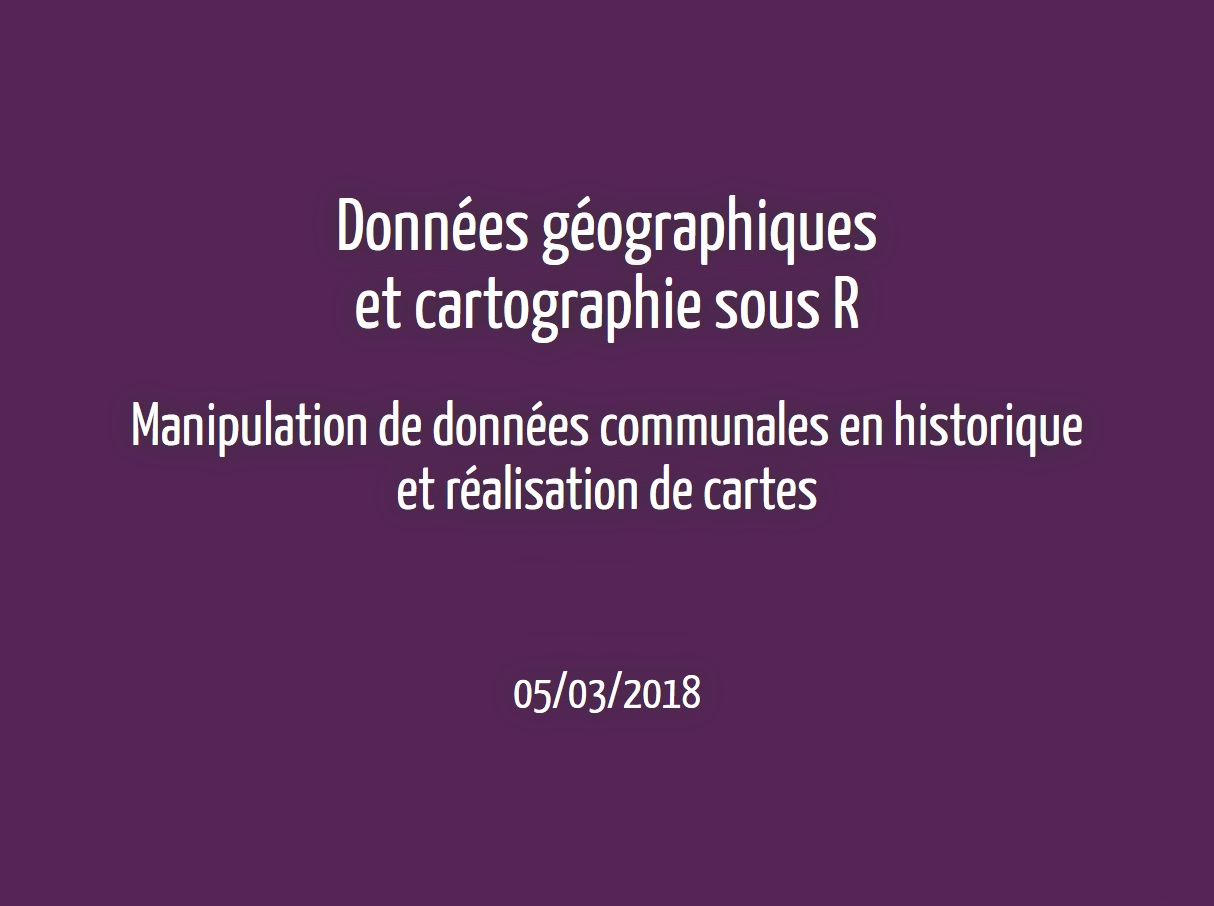 Données géographiques
et cartographie sous R
Manipulation de données communales en historique
et réalisation de cartes
05/03/2018